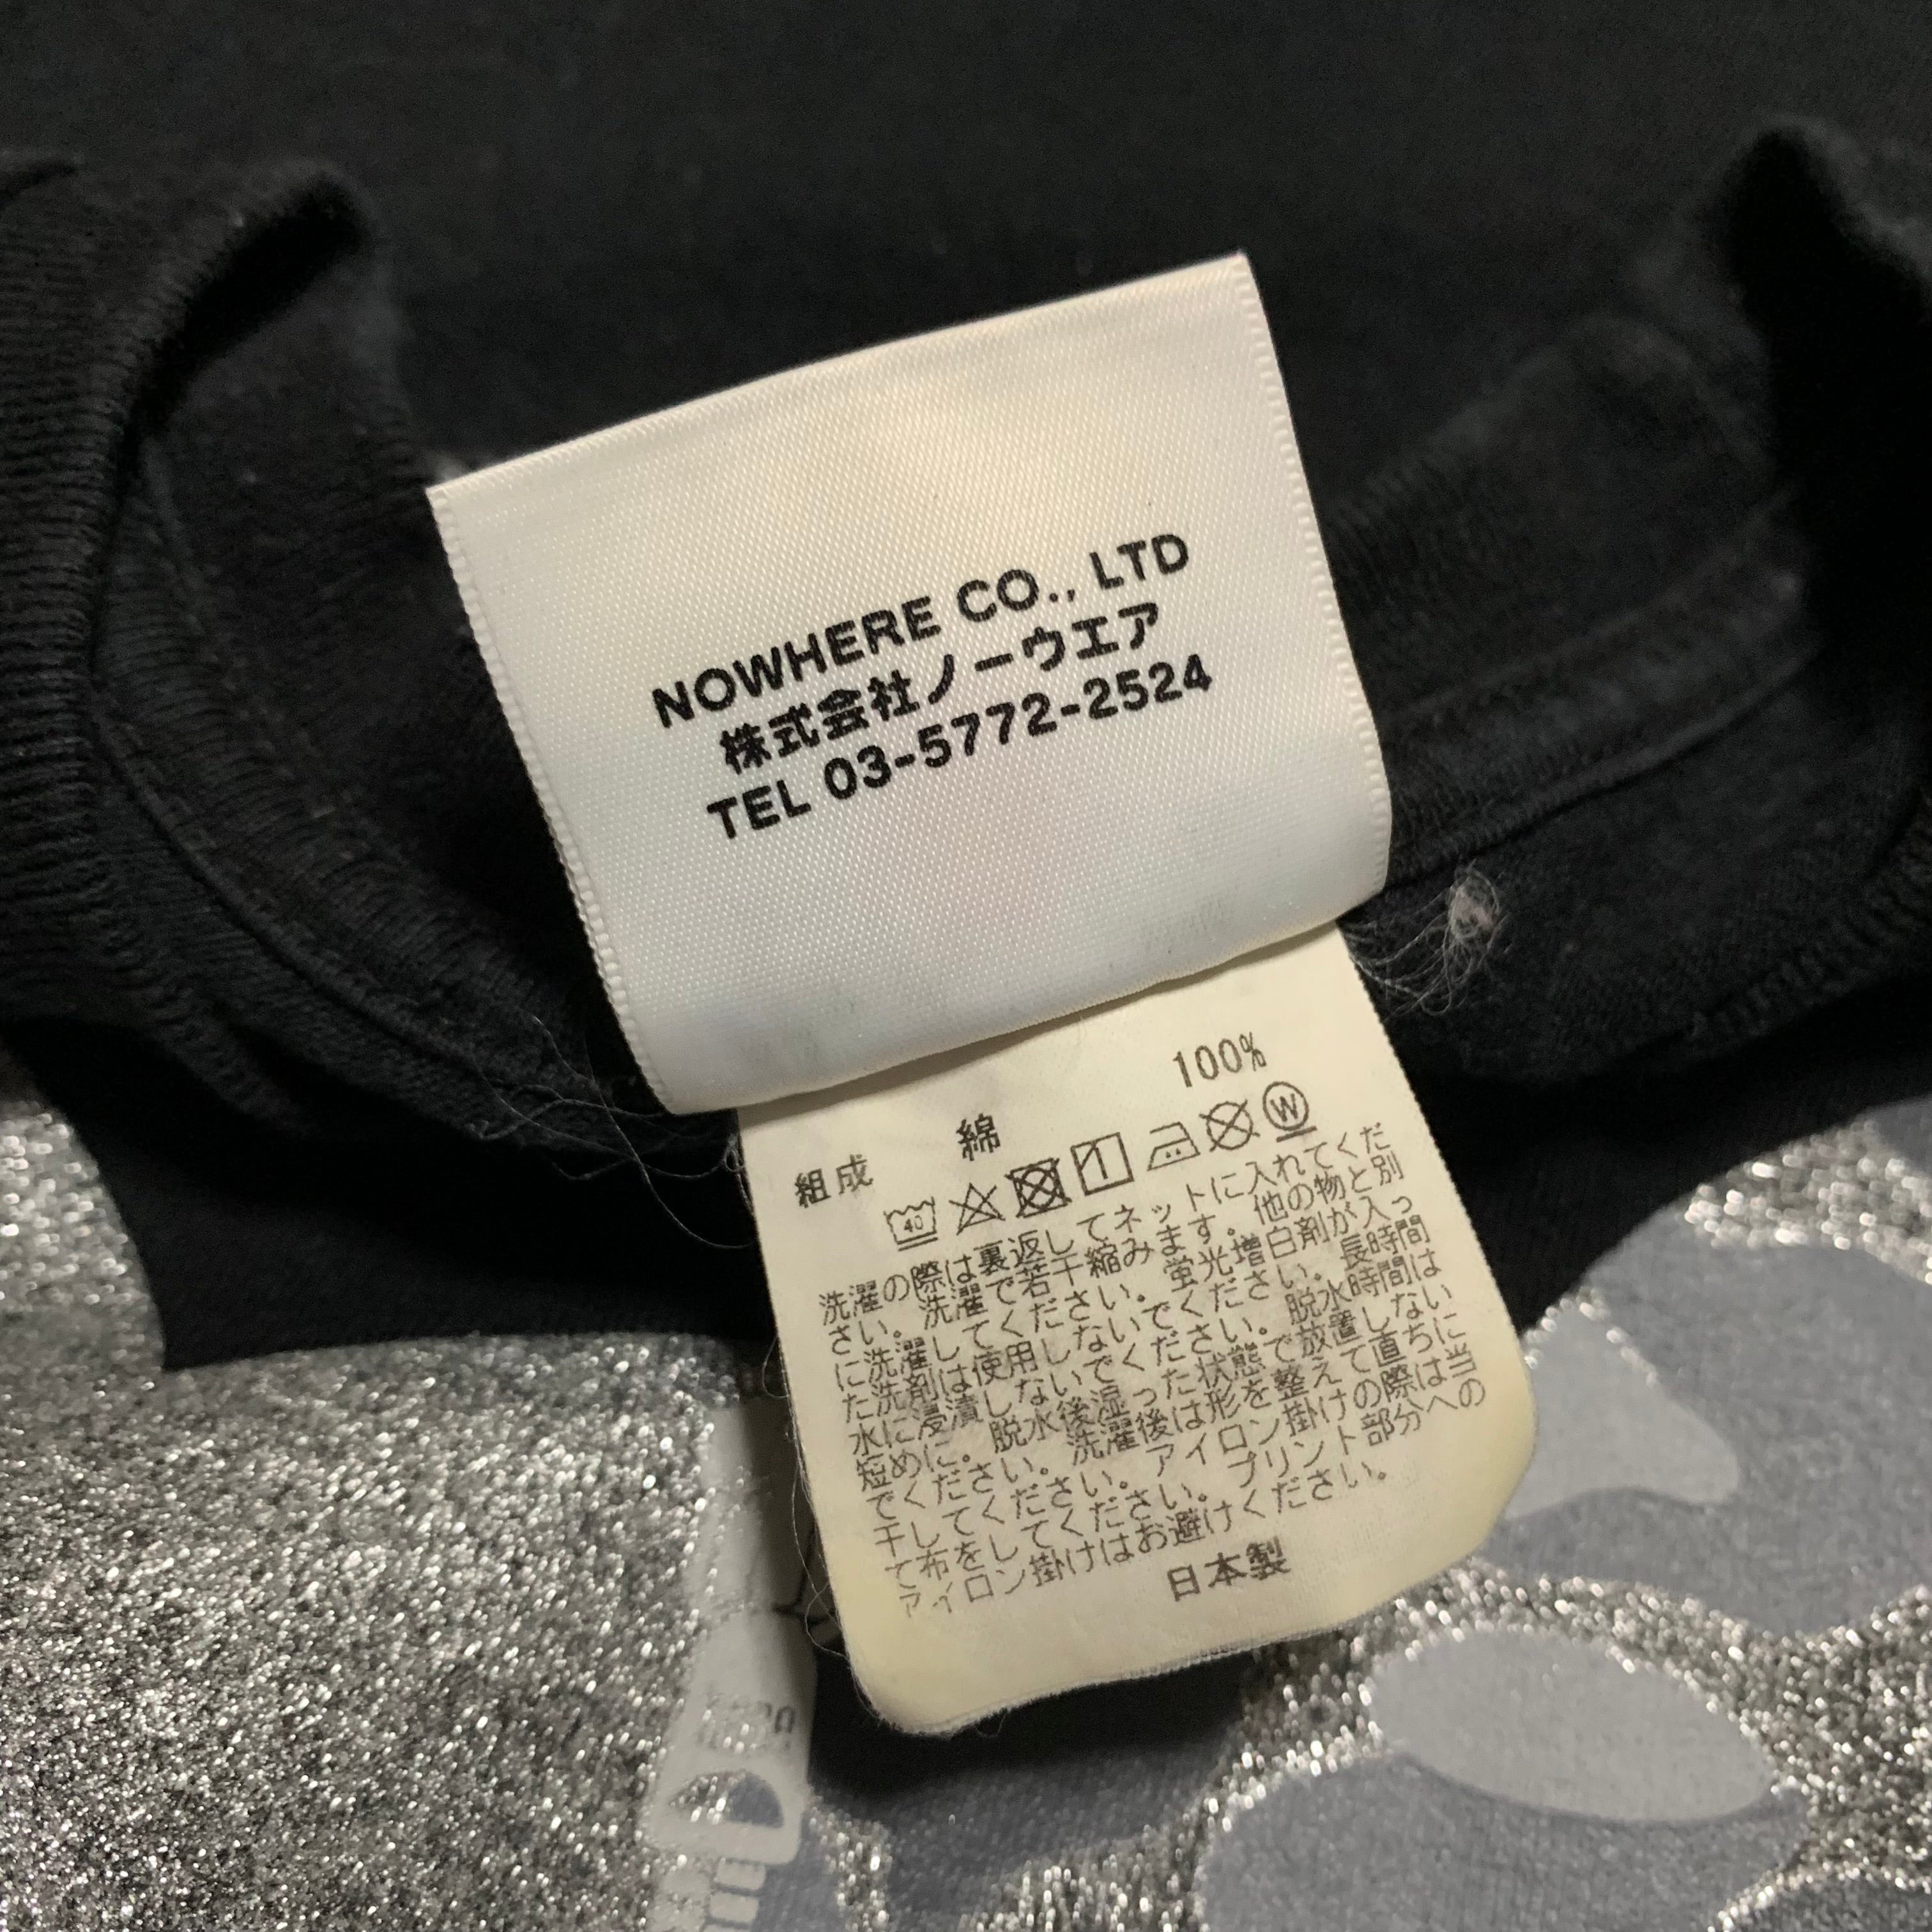 NOWHERE CO., LTD
株式会社ノーウエア
TEL 03-5772-2524
組成 綿 100%
40 W
洗濯の際は裏返してネットに入れてくだ
さい。洗濯で若干縮みます。他の物と別
に洗濯してください。蛍光増白剤が入っ
た洗剤は使用しないでください。長時間
水に浸漬しないでください。脱水時間は
短めに。脱水後湿った状態で放置しない
でください。洗濯後は形を整え直ちに
干してください。アイロン掛けの際は当
て布をしてください。プリント部分への
アイロン掛けはお避けください。
日本製